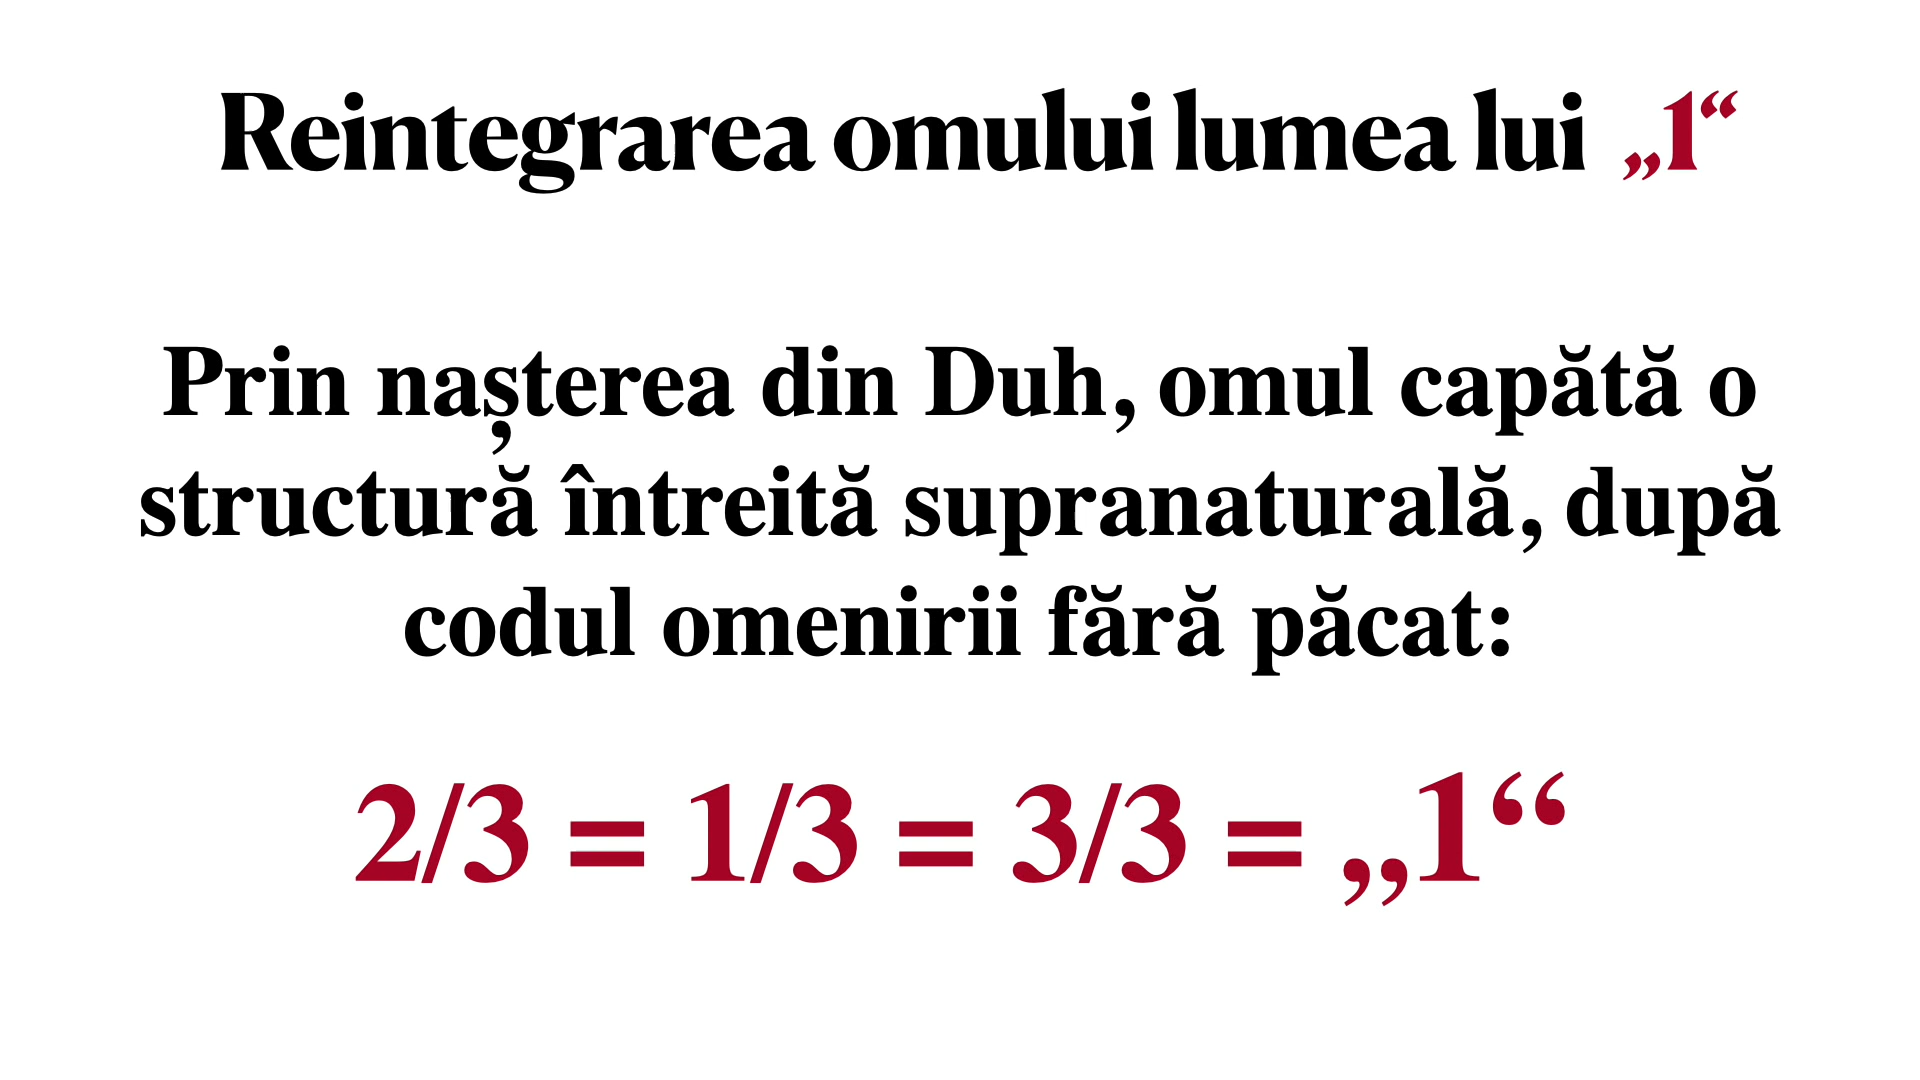 Reintegrarea omului lumea lui „1“
Prin nașterea din Duh, omul capătă o
structură întreită supranaturală, după
codul omenirii fără păcat:
2/3 = 1/3 = 3/3 = „1“